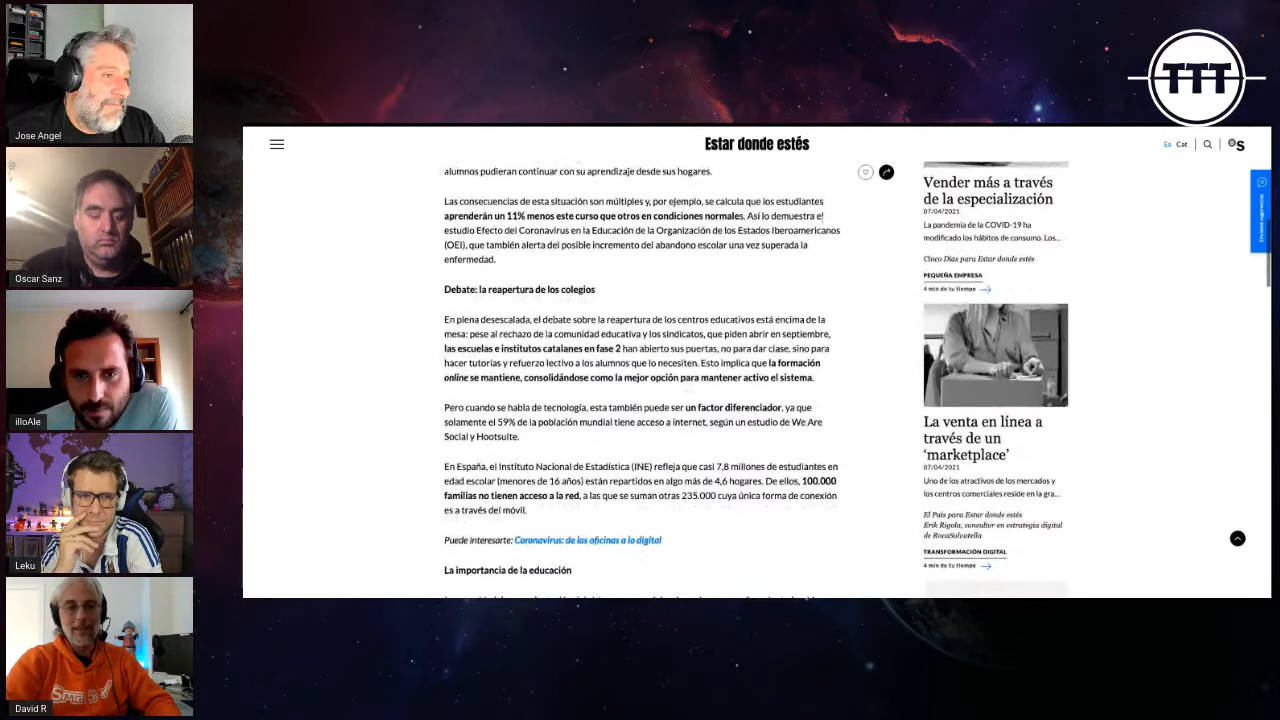 Jose Angel
Oscar Sanz
illoAle
Leku
David R
TTT
Estar donde estés
Es Cat
alumnos pudieran continuar con su aprendizaje desde sus hogares.
Las consecuencias de esta situación son múltiples y, por ejemplo, se calcula que los estudiantes
aprenderán un 11% menos este curso que otros en condiciones normales. Así lo demuestra el
estudio Efecto del Coronavirus en la Educación de la Organización de los Estados Iberoamericanos
(OEI), que también alerta del posible incremento del abandono escolar una vez superada la
enfermedad.
Debate: la reapertura de los colegios
En plena desescalada, el debate sobre la reapertura de los centros educativos está encima de la
mesa: pese al rechazo de la comunidad educativa y los sindicatos, que piden abrir en septiembre,
las escuelas e institutos catalanes en fase 2 han abierto sus puertas, no para dar clase, sino para
hacer tutorías y refuerzo lectivo a los alumnos que lo necesiten. Esto implica que la formación
online se mantiene, consolidándose como la mejor opción para mantener activo el sistema.
Pero cuando se habla de tecnología, esta también puede ser un factor diferenciador, ya que
solamente el 59% de la población mundial tiene acceso a internet, según un estudio de We Are
Social y Hootsuite.
En España, el Instituto Nacional de Estadística (INE) refleja que casi 7,8 millones de estudiantes en
edad escolar (menores de 16 años) están repartidos en algo más de 4,6 hogares. De ellos, 100.000
familias no tienen acceso a la red, a las que se suman otras 235.000 cuya única forma de conexión
es a través del móvil.
Puede interesarte: Coronavirus: de las oficinas a lo digital
La importancia de la educación
Vender más a través
de la especialización
07/04/2021
La pandemia de la COVID-19 ha
modificado los hábitos de consumo. Los...
Cinco Días para Estar donde estés
PEQUEÑA EMPRESA
4 min de tu tiempo
La venta en línea a
través de un
‘marketplace’
07/04/2021
Uno de los atractivos de los mercados y
los centros comerciales reside en la gra...
El País para Estar donde estés
Erik Rigola, consultor en estrategia digital
de RocaSalvatella
TRANSFORMACIÓN DIGITAL
4 min de tu tiempo